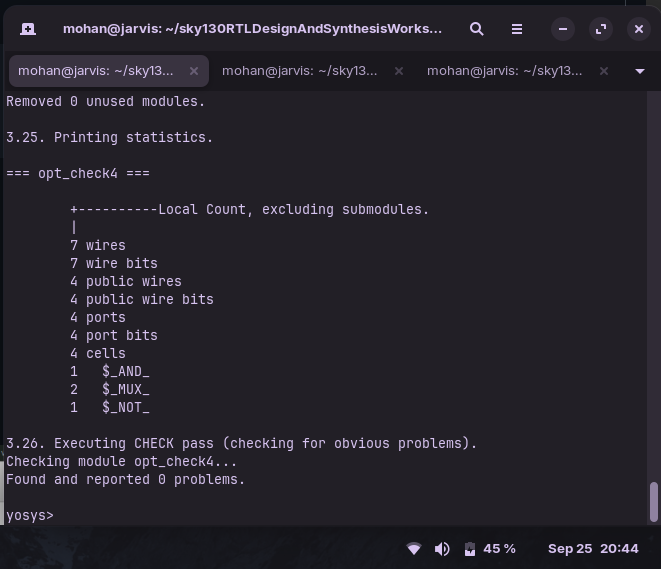 mohan@jarvis: ~/sky130RTLDesignAndSynthesisWorks...
mohan@jarvis: ~/sky13...
mohan@jarvis: ~/sky13...
mohan@jarvis: ~/sky13...
Removed 0 unused modules.
3.25. Printing statistics.
=== opt_check4 ===
+----------Local Count, excluding submodules.
|
7 wires
7 wire bits
4 public wires
4 public wire bits
4 ports
4 port bits
4 cells
1   $_AND_
2   $_MUX_
1   $_NOT_
3.26. Executing CHECK pass (checking for obvious problems).
Checking module opt_check4...
Found and reported 0 problems.
yosys>
45 %
Sep 25 20:44